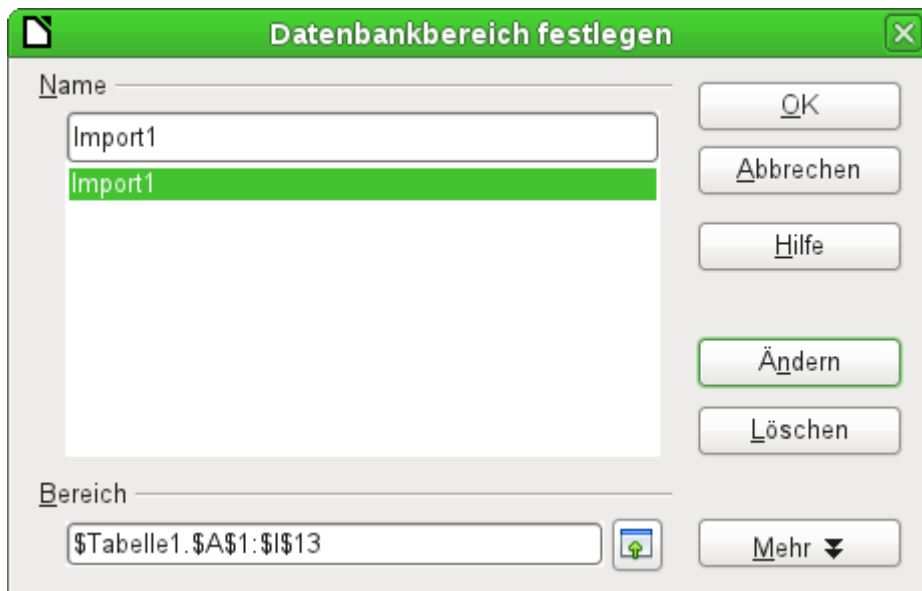 Datenbankbereich festlegen
Name
Import1
Import1
OK
Abbrechen
Hilfe
Ändern
Löschen
Bereich
$Tabelle1.$A$1:$I$13
Mehr